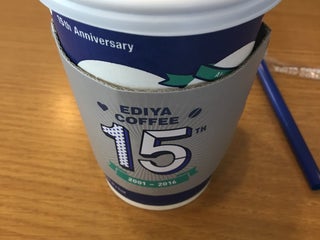 15th Anniversary
EDIYA
COFFEE
15TH
2001 - 2016